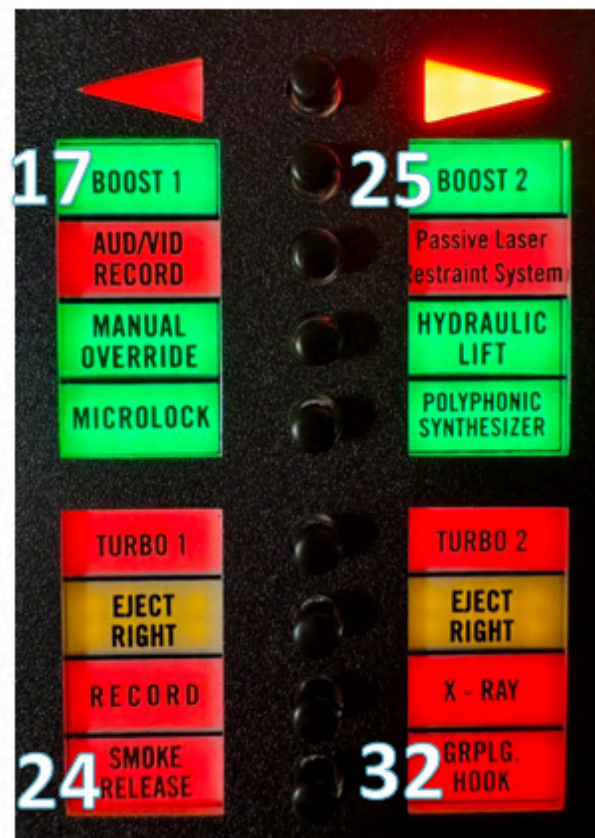 17
BOOST 1
25
BOOST 2
AUD/VID
RECORD
Passive Laser
Restraint System
MANUAL
OVERRIDE
HYDRAULIC
LIFT
MICROLOCK
POLYPHONIC
SYNTHESIZER
TURBO 1
TURBO 2
EJECT
RIGHT
EJECT
RIGHT
RECORD
X - RAY
24
SMOKE
RELEASE
32
GRPLG.
HOOK